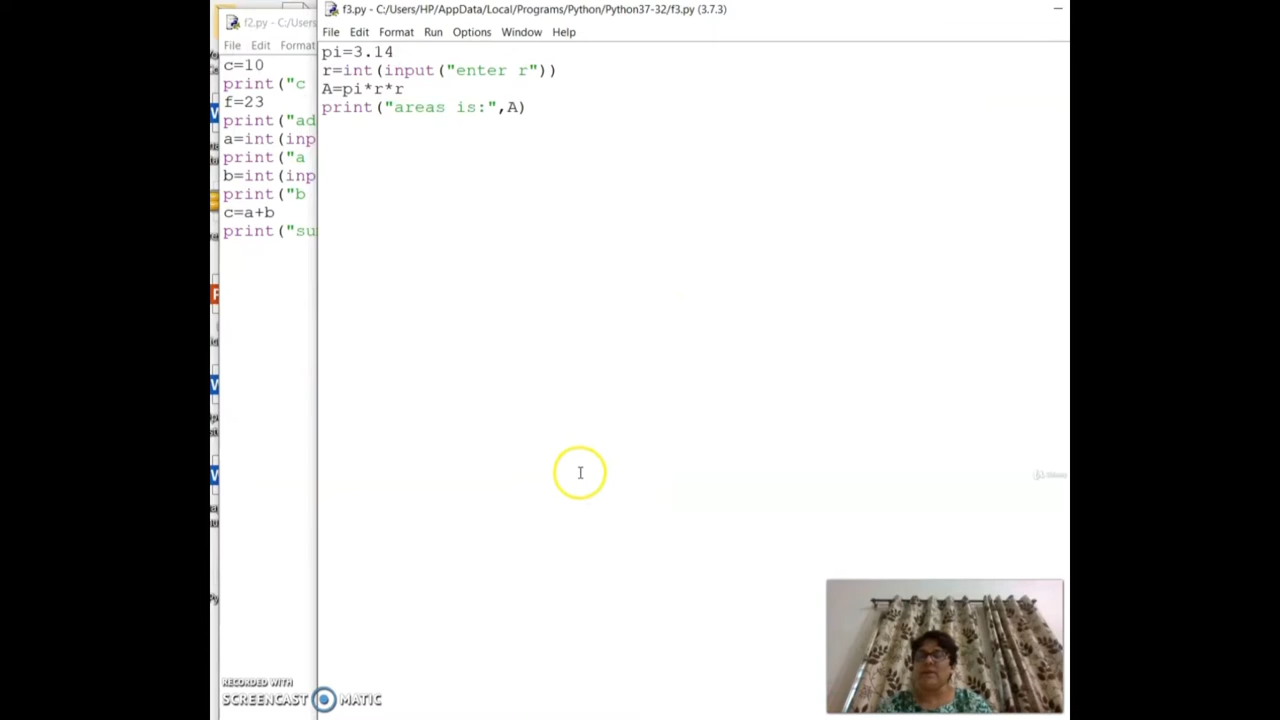 f2.py - C:/Users
File Edit Format
c=10
print("c
f=23
print("ad
a=int(inp
print("a
b=int(inp
print("b
c=a+b
print("su
f3.py - C:/Users/HP/AppData/Local/Programs/Python/Python37-32/f3.py (3.7.3)
File Edit Format Run Options Window Help
pi=3.14
r=int(input("enter r"))
A=pi*r*r
print("areas is:",A)
RECORDED WITH
SCREENCAST MATIC